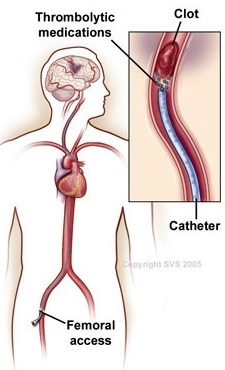 Thrombolytic
medications
Clot
Catheter
Copyright SVS 2005
Femoral
access